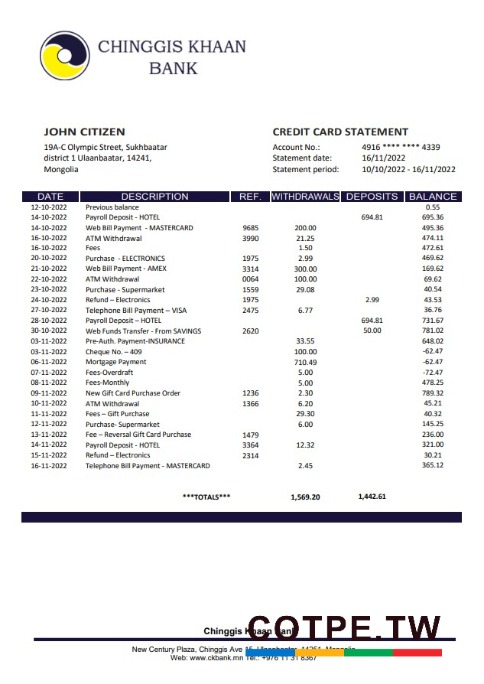 CHINGGIS KHAAN
BANK
JOHN CITIZEN
19A-C Olympic Street, Sukhbaatar
district 1 Ulaanbaatar, 14241,
Mongolia
CREDIT CARD STATEMENT
Account No.: 4916 **** **** 4339
Statement date: 16/11/2022
Statement period: 10/10/2022 - 16/11/2022
DATE DESCRIPTION REF. WITHDRAWALS DEPOSITS BALANCE
12-10-2022 Previous balance 0.55
14-10-2022 Payroll Deposit - HOTEL 694.81 695.36
14-10-2022 Web Bill Payment - MASTERCARD 9685 200.00 495.36
16-10-2022 ATM Withdrawal 3990 21.25 474.11
16-10-2022 Fees 1.50 472.61
20-10-2022 Purchase - ELECTRONICS 1975 2.99 469.62
21-10-2022 Web Bill Payment - AMEX 3314 300.00 169.62
22-10-2022 ATM Withdrawal 0064 100.00 69.62
23-10-2022 Purchase - Supermarket 1559 29.08 40.54
24-10-2022 Refund – Electronics 1975 2.99 43.53
27-10-2022 Telephone Bill Payment – VISA 2475 6.77 36.76
28-10-2022 Payroll Deposit – HOTEL 694.81 731.67
30-10-2022 Web Funds Transfer - From SAVINGS 2620 50.00 781.02
03-11-2022 Pre-Auth. Payment-INSURANCE 33.55 648.02
03-11-2022 Cheque No. – 409 100.00 -62.47
06-11-2022 Mortgage Payment 710.49 -62.47
07-11-2022 Fees-Overdraft 5.00 -72.47
08-11-2022 Fees-Monthly 5.00 478.25
09-11-2022 New Gift Card Purchase Order 1236 2.30 789.32
10-11-2022 ATM Withdrawal 1366 6.20 45.21
11-11-2022 Fees – Gift Purchase 29.30 40.32
12-11-2022 Purchase- Supermarket 6.00 145.25
13-11-2022 Fee – Reversal Gift Card Purchase 1479 236.00
14-11-2022 Payroll Deposit - HOTEL 3364 12.32 321.00
15-11-2022 Refund – Electronics 2314 30.21
16-11-2022 Telephone Bill Payment - MASTERCARD 2.45 365.12
***TOTALS*** 1,569.20 1,442.61
COTPE.TW
Chinggis Khaan Bank
New Century Plaza, Chinggis Ave 15, Ulaanbaatar, 14251, Mongolia
Web: www.ckbank.mn Tel.: +976 11 31 8367